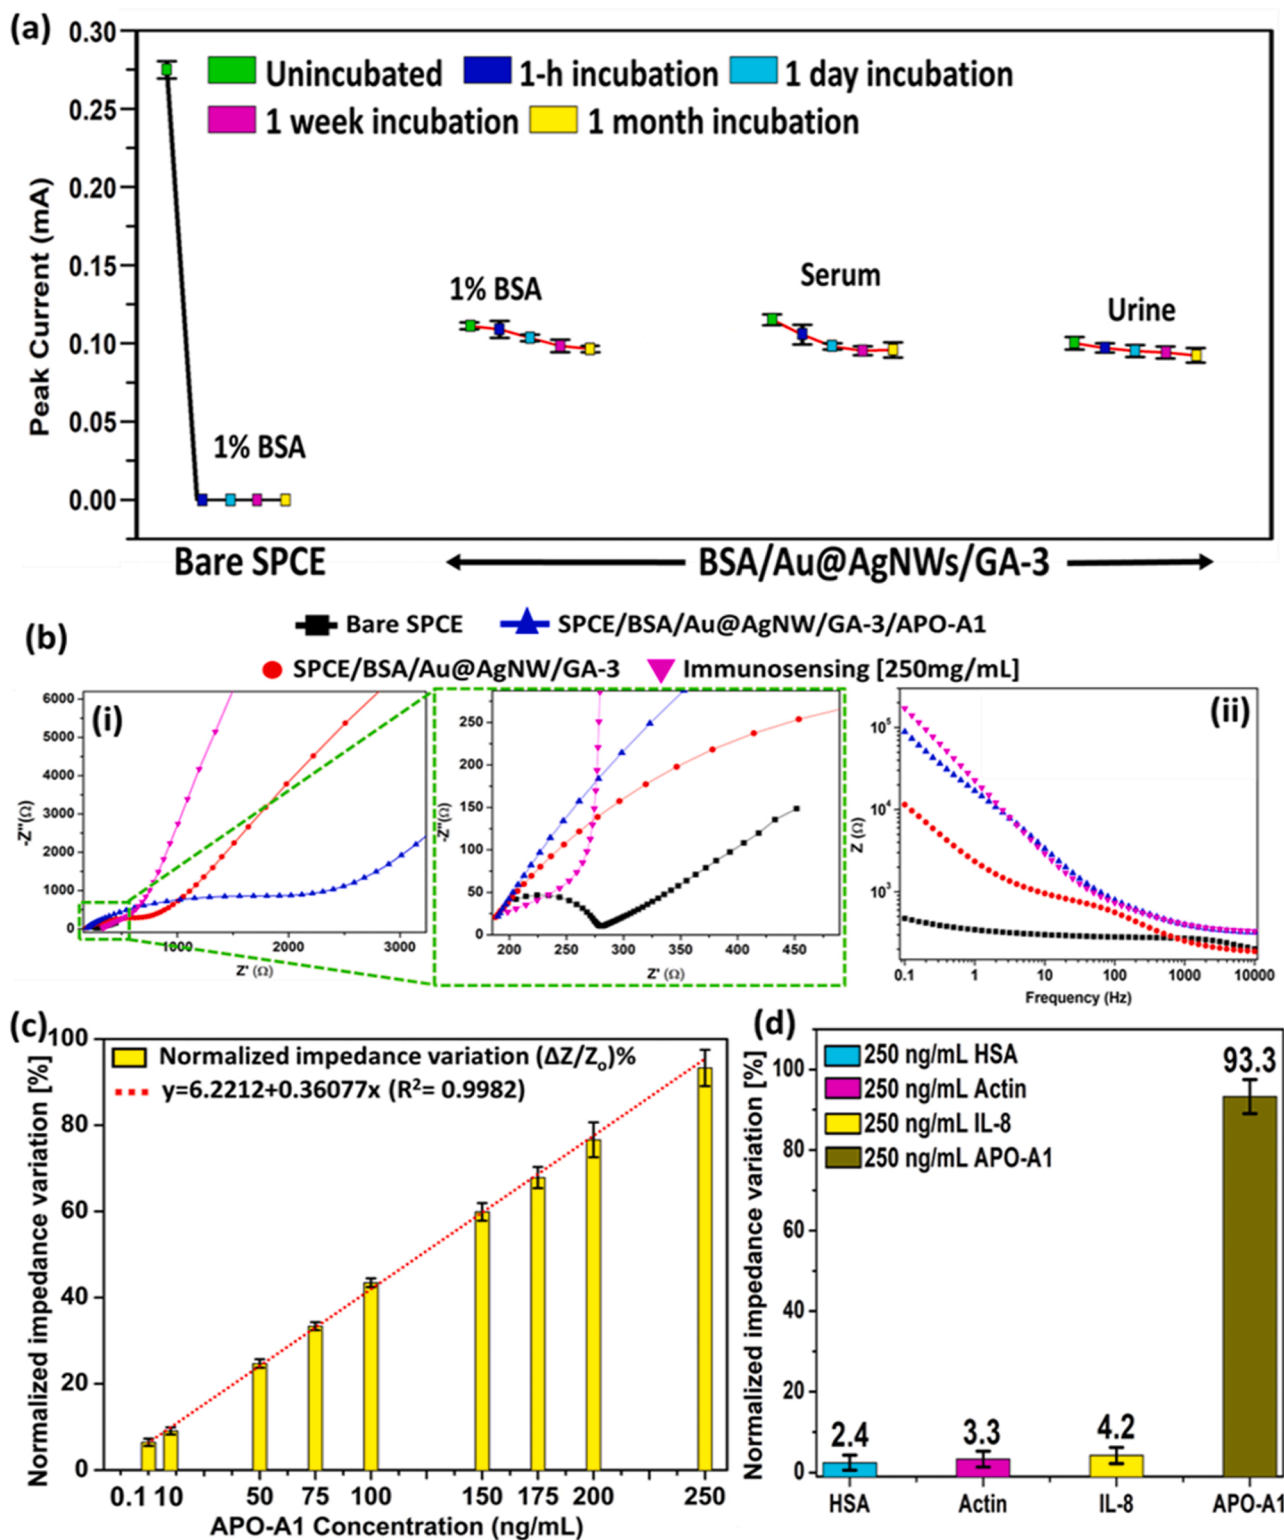 (a)
0.30
0.25
0.20
0.15
0.10
0.05
0.00
Peak Current (mA)
Unincubated 1-h incubation 1 day incubation
1 week incubation 1 month incubation
1% BSA
1% BSA
Serum
Urine
Bare SPCE
BSA/Au@AgNWs/GA-3
(b)
Bare SPCE SPCE/BSA/Au@AgNW/GA-3/APO-A1
SPCE/BSA/Au@AgNW/GA-3 Immunosensing [250mg/mL]
(i)
6000
5000
4000
3000
2000
1000
0
-Z"(Ω)
1000 2000 3000
Z' (Ω)
250
200
150
100
50
0
-Z"(Ω)
200 250 300 350 400 450
Z' (Ω)
(ii)
10⁵
10⁴
10³
Z (Ω)
0.1 1 10 100 1000 10000
Frequency (Hz)
(c)
100
80
60
40
20
0
Normalized impedance variation [%]
Normalized impedance variation (ΔZ/Zₒ)%
y=6.2212+0.36077x (R²= 0.9982)
0.1 10 50 75 100 150 175 200 250
APO-A1 Concentration (ng/mL)
(d)
100
80
60
40
20
0
Normalized impedance variation [%]
250 ng/mL HSA
250 ng/mL Actin
250 ng/mL IL-8
250 ng/mL APO-A1
2.4
3.3
4.2
93.3
HSA Actin IL-8 APO-A1